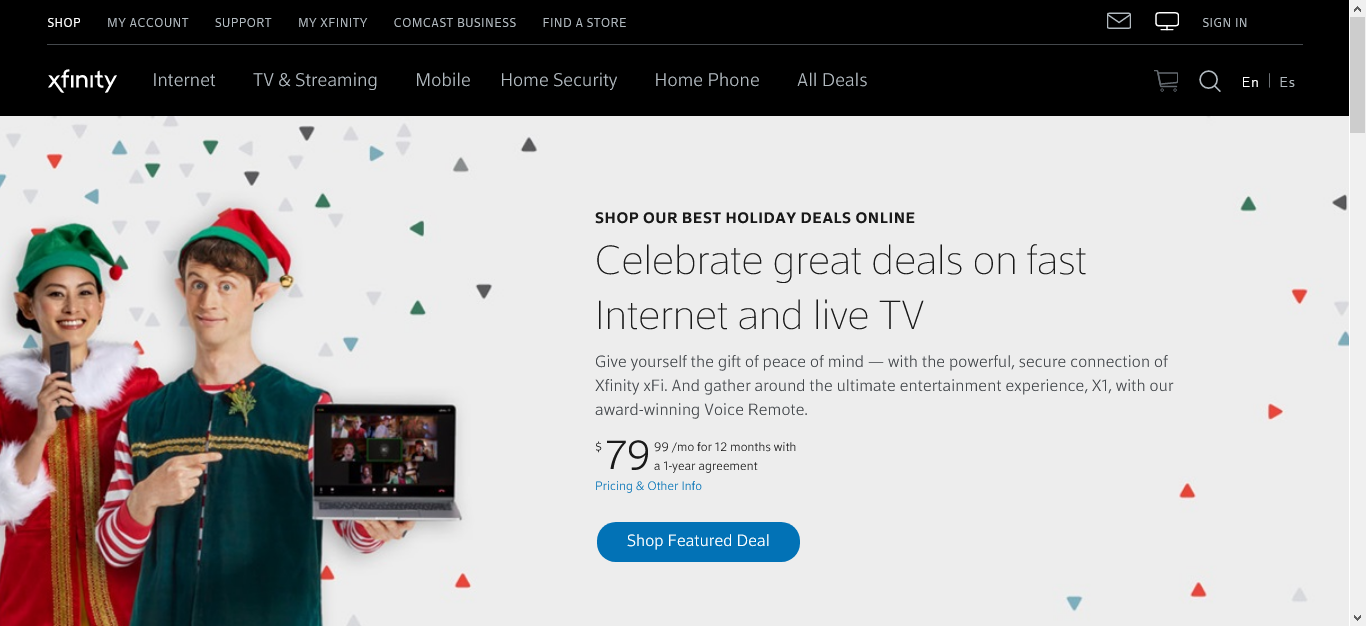 SHOP MY ACCOUNT SUPPORT MY XFINITY COMCAST BUSINESS FIND A STORE SIGN IN
xfinity Internet TV & Streaming Mobile Home Security Home Phone All Deals En Es
SHOP OUR BEST HOLIDAY DEALS ONLINE
Celebrate great deals on fast
Internet and live TV
Give yourself the gift of peace of mind — with the powerful, secure connection of
Xfinity xFi. And gather around the ultimate entertainment experience, X1, with our
award-winning Voice Remote.
$79 99 /mo for 12 months with
a 1-year agreement
Pricing & Other Info
Shop Featured Deal